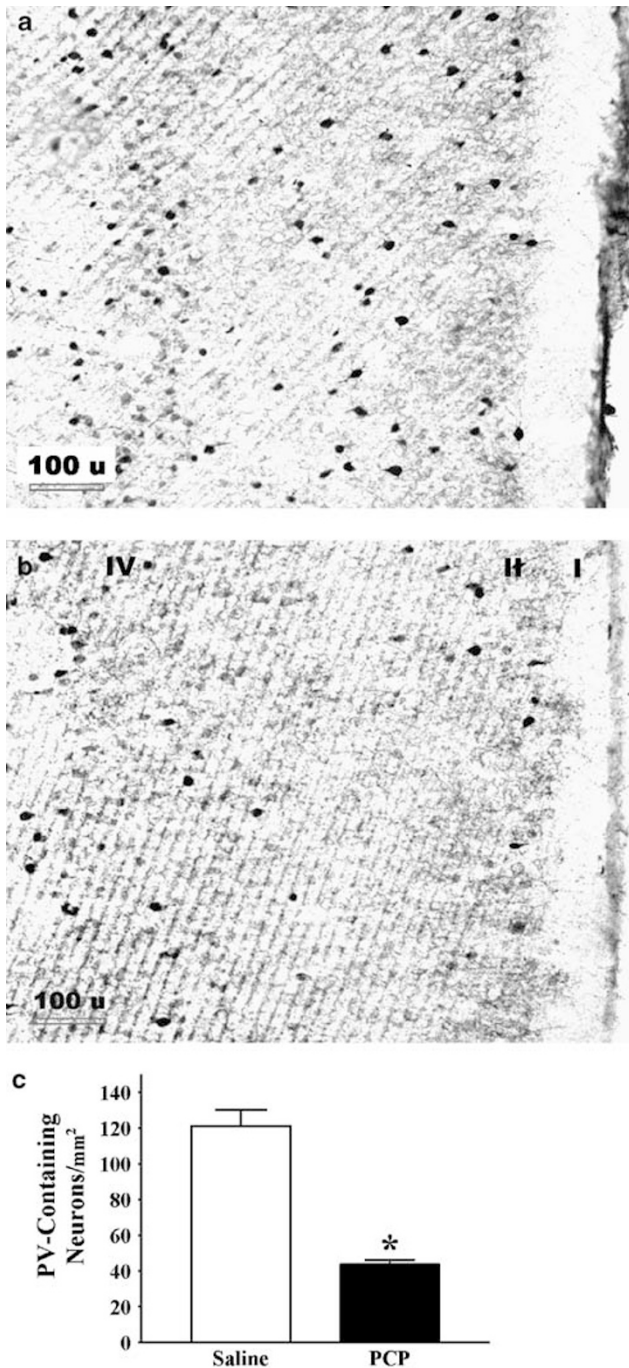 a
100 u
b
IV II I
100 u
c
PV-Containing
Neurons/mm²
140
120
100
80
60
40
20
0
*
Saline PCP